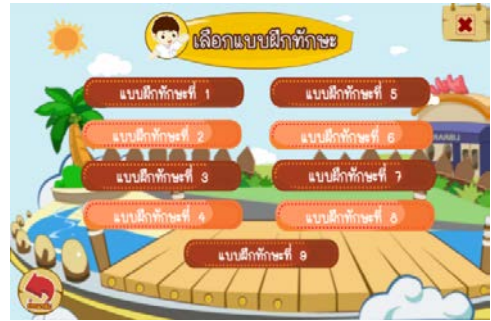 เลือกแบบฝึกทักษะ
แบบฝึกทักษะที่ 1
แบบฝึกทักษะที่ 2
แบบฝึกทักษะที่ 3
แบบฝึกทักษะที่ 4
แบบฝึกทักษะที่ 5
แบบฝึกทักษะที่ 6
แบบฝึกทักษะที่ 7
แบบฝึกทักษะที่ 8
แบบฝึกทักษะที่ 9